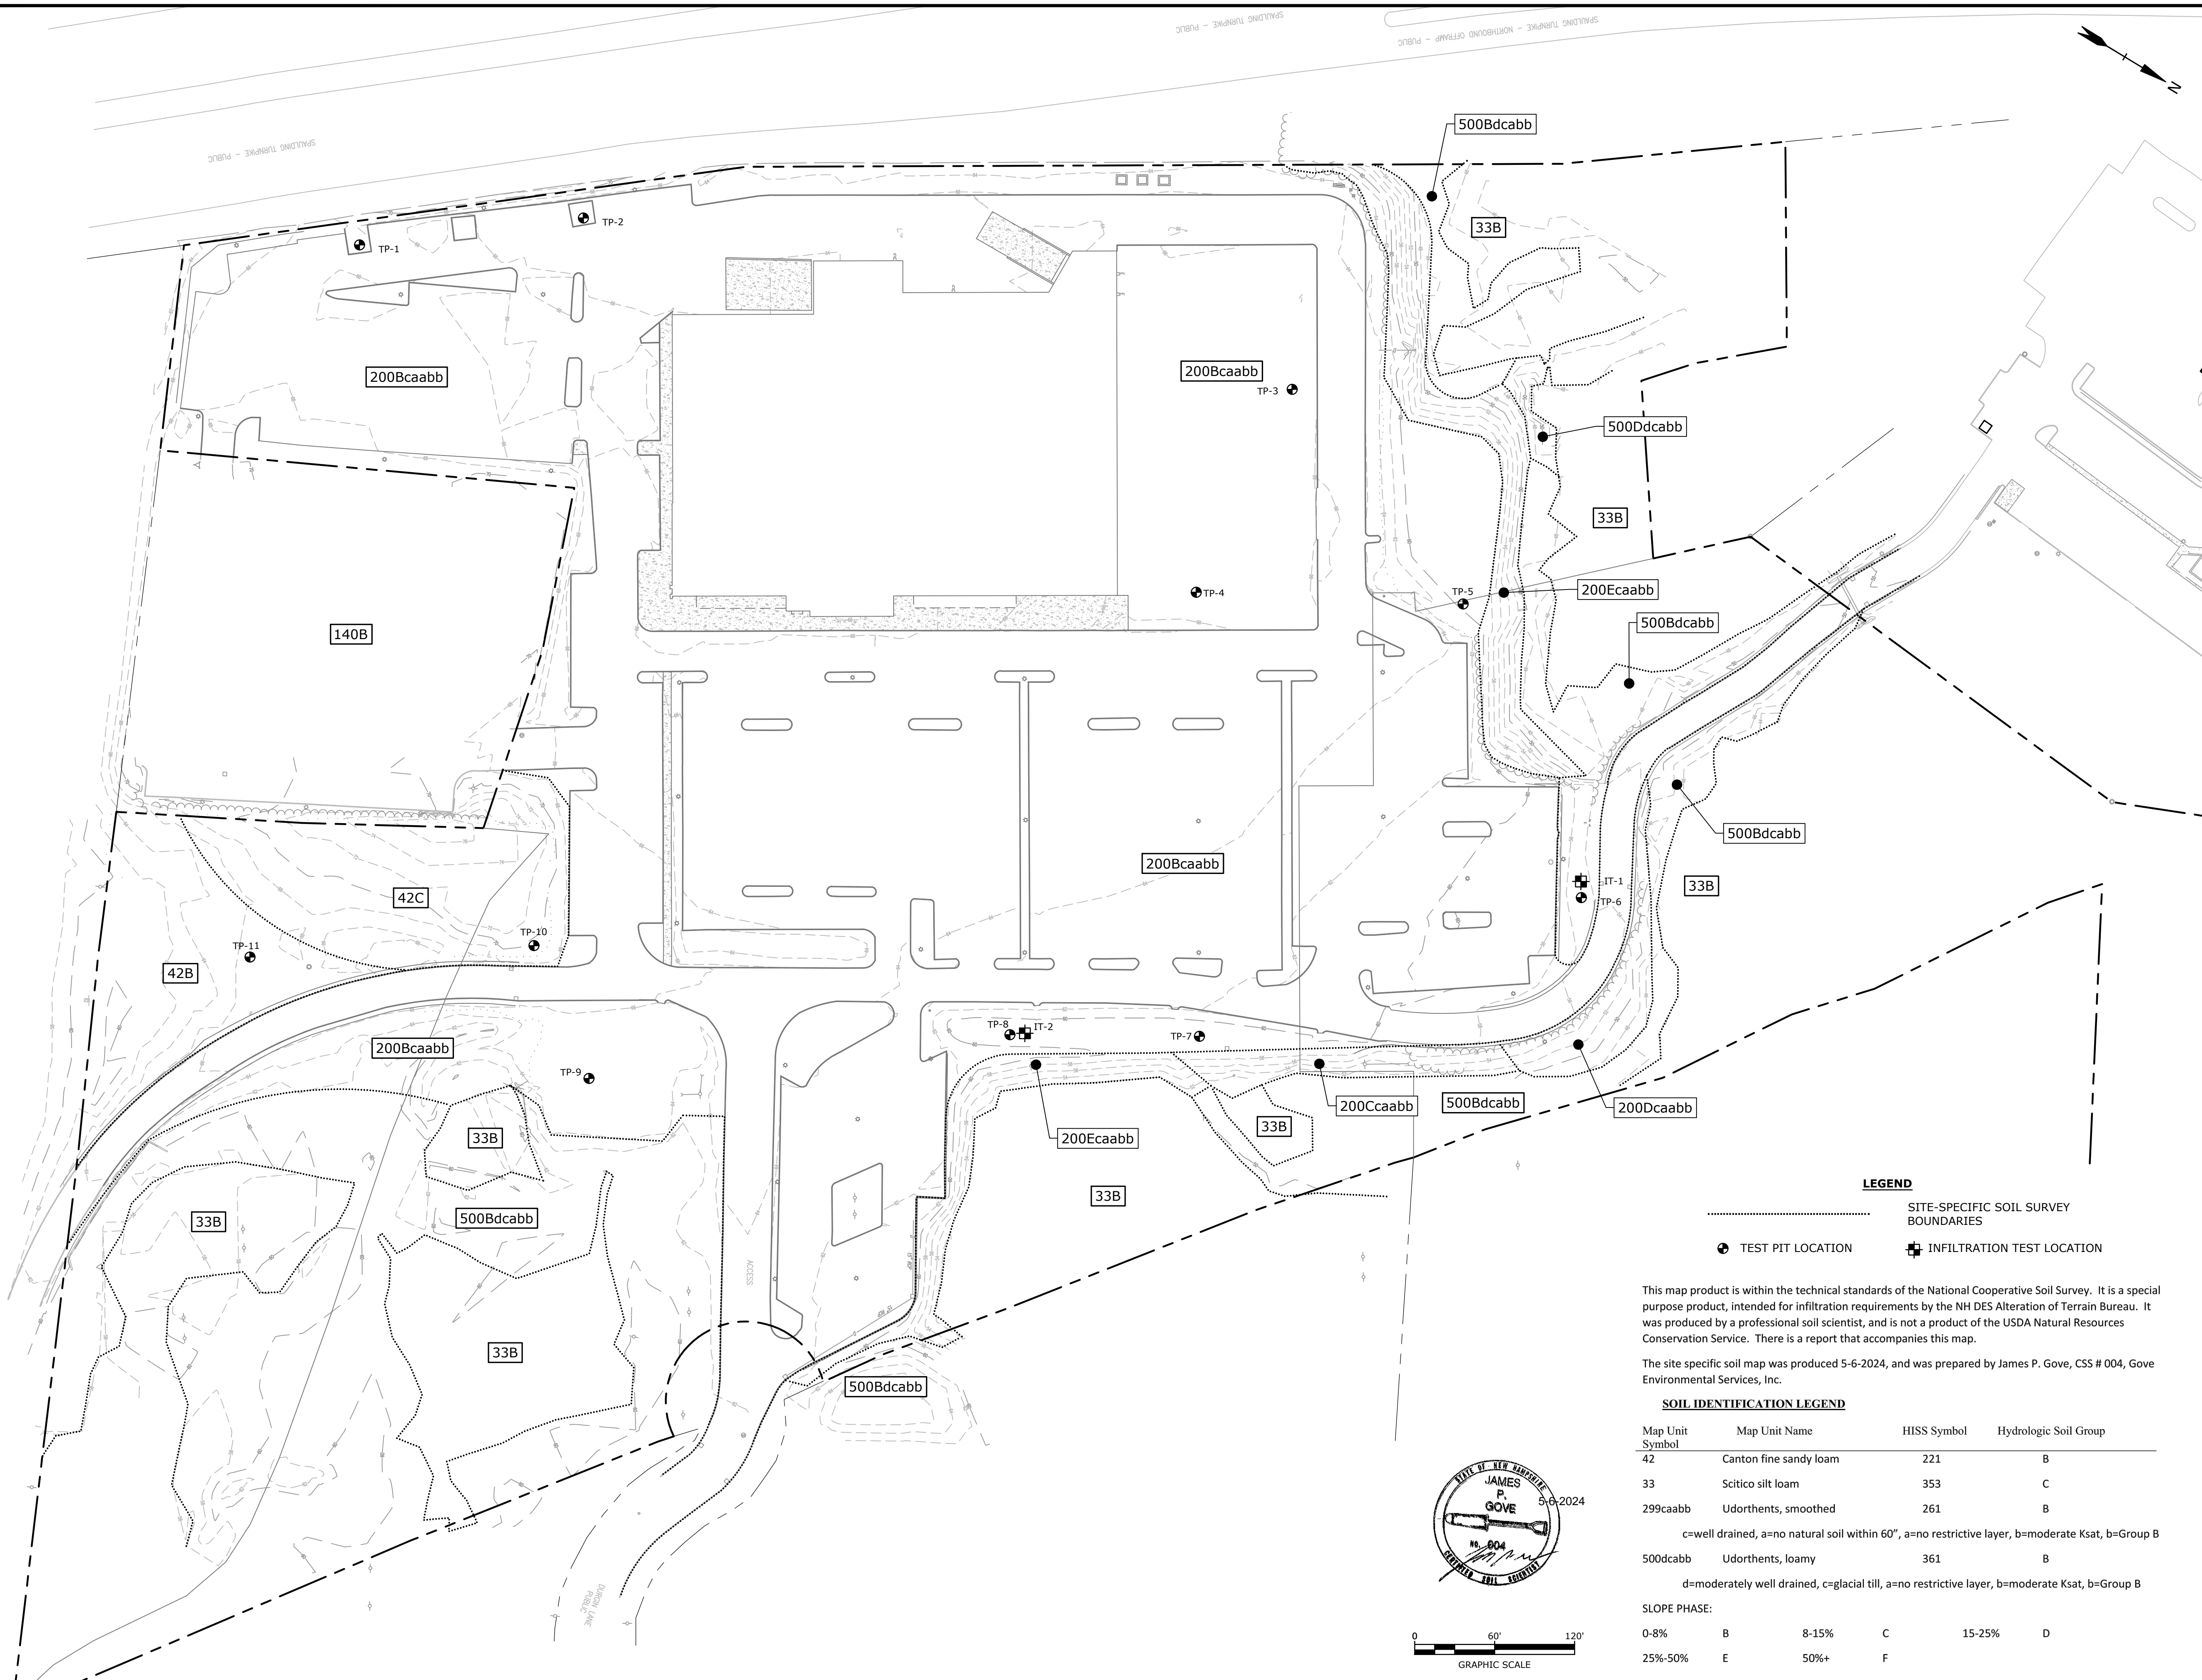 SPAULDING TURNPIKE - PUBLIC
SPAULDING TURNPIKE - NORTHBOUND OFFRAMP - PUBLIC
N
SPAULDING TURNPIKE - PUBLIC
500Bdcabb
TP-1
TP-2
33B
200Bcaabb
200Bcaabb
TP-3
500Ddcabb
33B
TP-4
TP-5
200Ecaabb
140B
500Bdcabb
500Bdcabb
200Bcaabb
IT-1
33B
42C
TP-6
TP-10
TP-11
42B
TP-8
IT-2
TP-7
200Bcaabb
TP-9
200Ccaabb
500Bdcabb
200Dcaabb
33B
33B
200Ecaabb
33B
33B
500Bdcabb
ACCESS
33B
500Bdcabb
DURGIN LANE
PUBLIC
LEGEND
SITE-SPECIFIC SOIL SURVEY
BOUNDARIES
TEST PIT LOCATION
INFILTRATION TEST LOCATION
This map product is within the technical standards of the National Cooperative Soil Survey. It is a special
purpose product, intended for infiltration requirements by the NH DES Alteration of Terrain Bureau. It
was produced by a professional soil scientist, and is not a product of the USDA Natural Resources
Conservation Service. There is a report that accompanies this map.
The site specific soil map was produced 5-6-2024, and was prepared by James P. Gove, CSS # 004, Gove
Environmental Services, Inc.
SOIL IDENTIFICATION LEGEND
Map Unit Map Unit Name HISS Symbol Hydrologic Soil Group
Symbol
42 Canton fine sandy loam 221 B
33 Scitico silt loam 353 C
299caabb Udorthents, smoothed 261 B
c=well drained, a=no natural soil within 60”, a=no restrictive layer, b=moderate Ksat, b=Group B
500dcabb Udorthents, loamy 361 B
d=moderately well drained, c=glacial till, a=no restrictive layer, b=moderate Ksat, b=Group B
SLOPE PHASE:
0-8% B 8-15% C 15-25% D
25%-50% E 50%+ F
STATE OF NEW HAMPSHIRE
JAMES
P.
GOVE
5-6-2024
NO. 004
CERTIFIED SOIL SCIENTIST
0 60' 120'
GRAPHIC SCALE